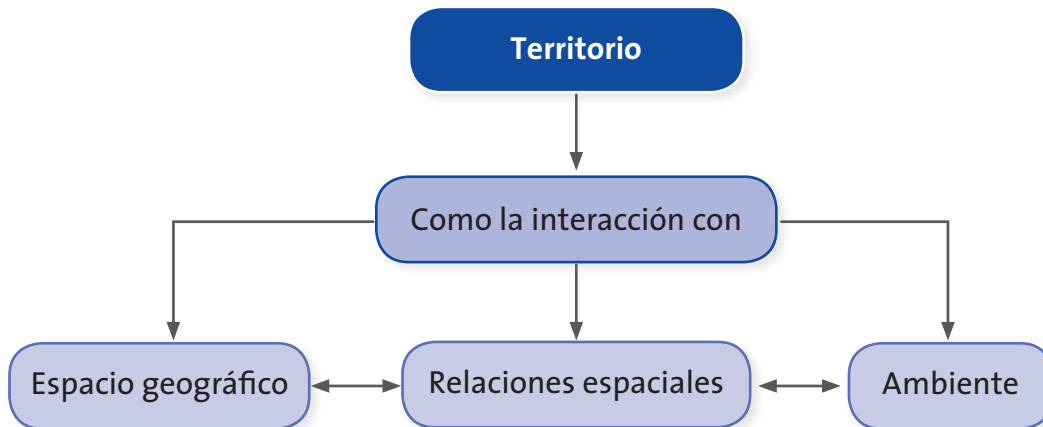 Territorio
Como la interacción con
Espacio geográfico
Relaciones espaciales
Ambiente